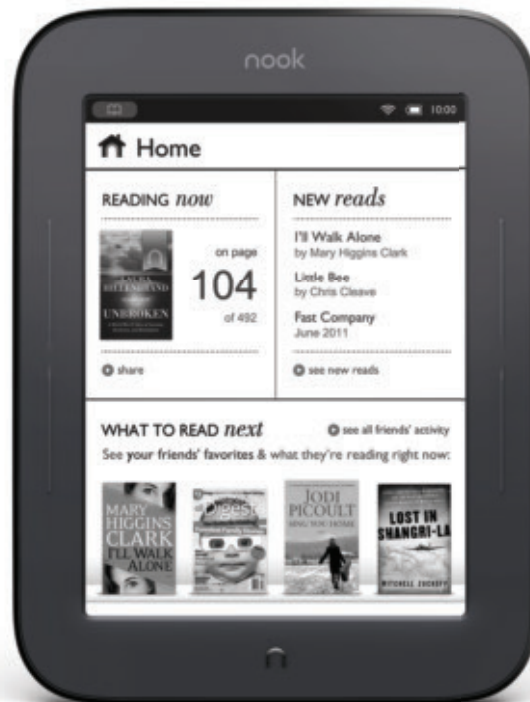 nook
10:00
Home
READING now
on page
104
of 492
LAURA
HILLENBRAND
UNBROKEN
share
NEW reads
I'll Walk Alone
by Mary Higgins Clark
Little Bee
by Chris Cleave
Fast Company
June 2011
see new reads
WHAT TO READ next
see all friends' activity
See your friends' favorites & what they're reading right now:
MARY
HIGGINS
CLARK
I'LL WALK
ALONE
Digest
JODI
PICOULT
SING YOU HOME
LOST IN
SHANGRI-LA
MITCHELL ZUCKOFF